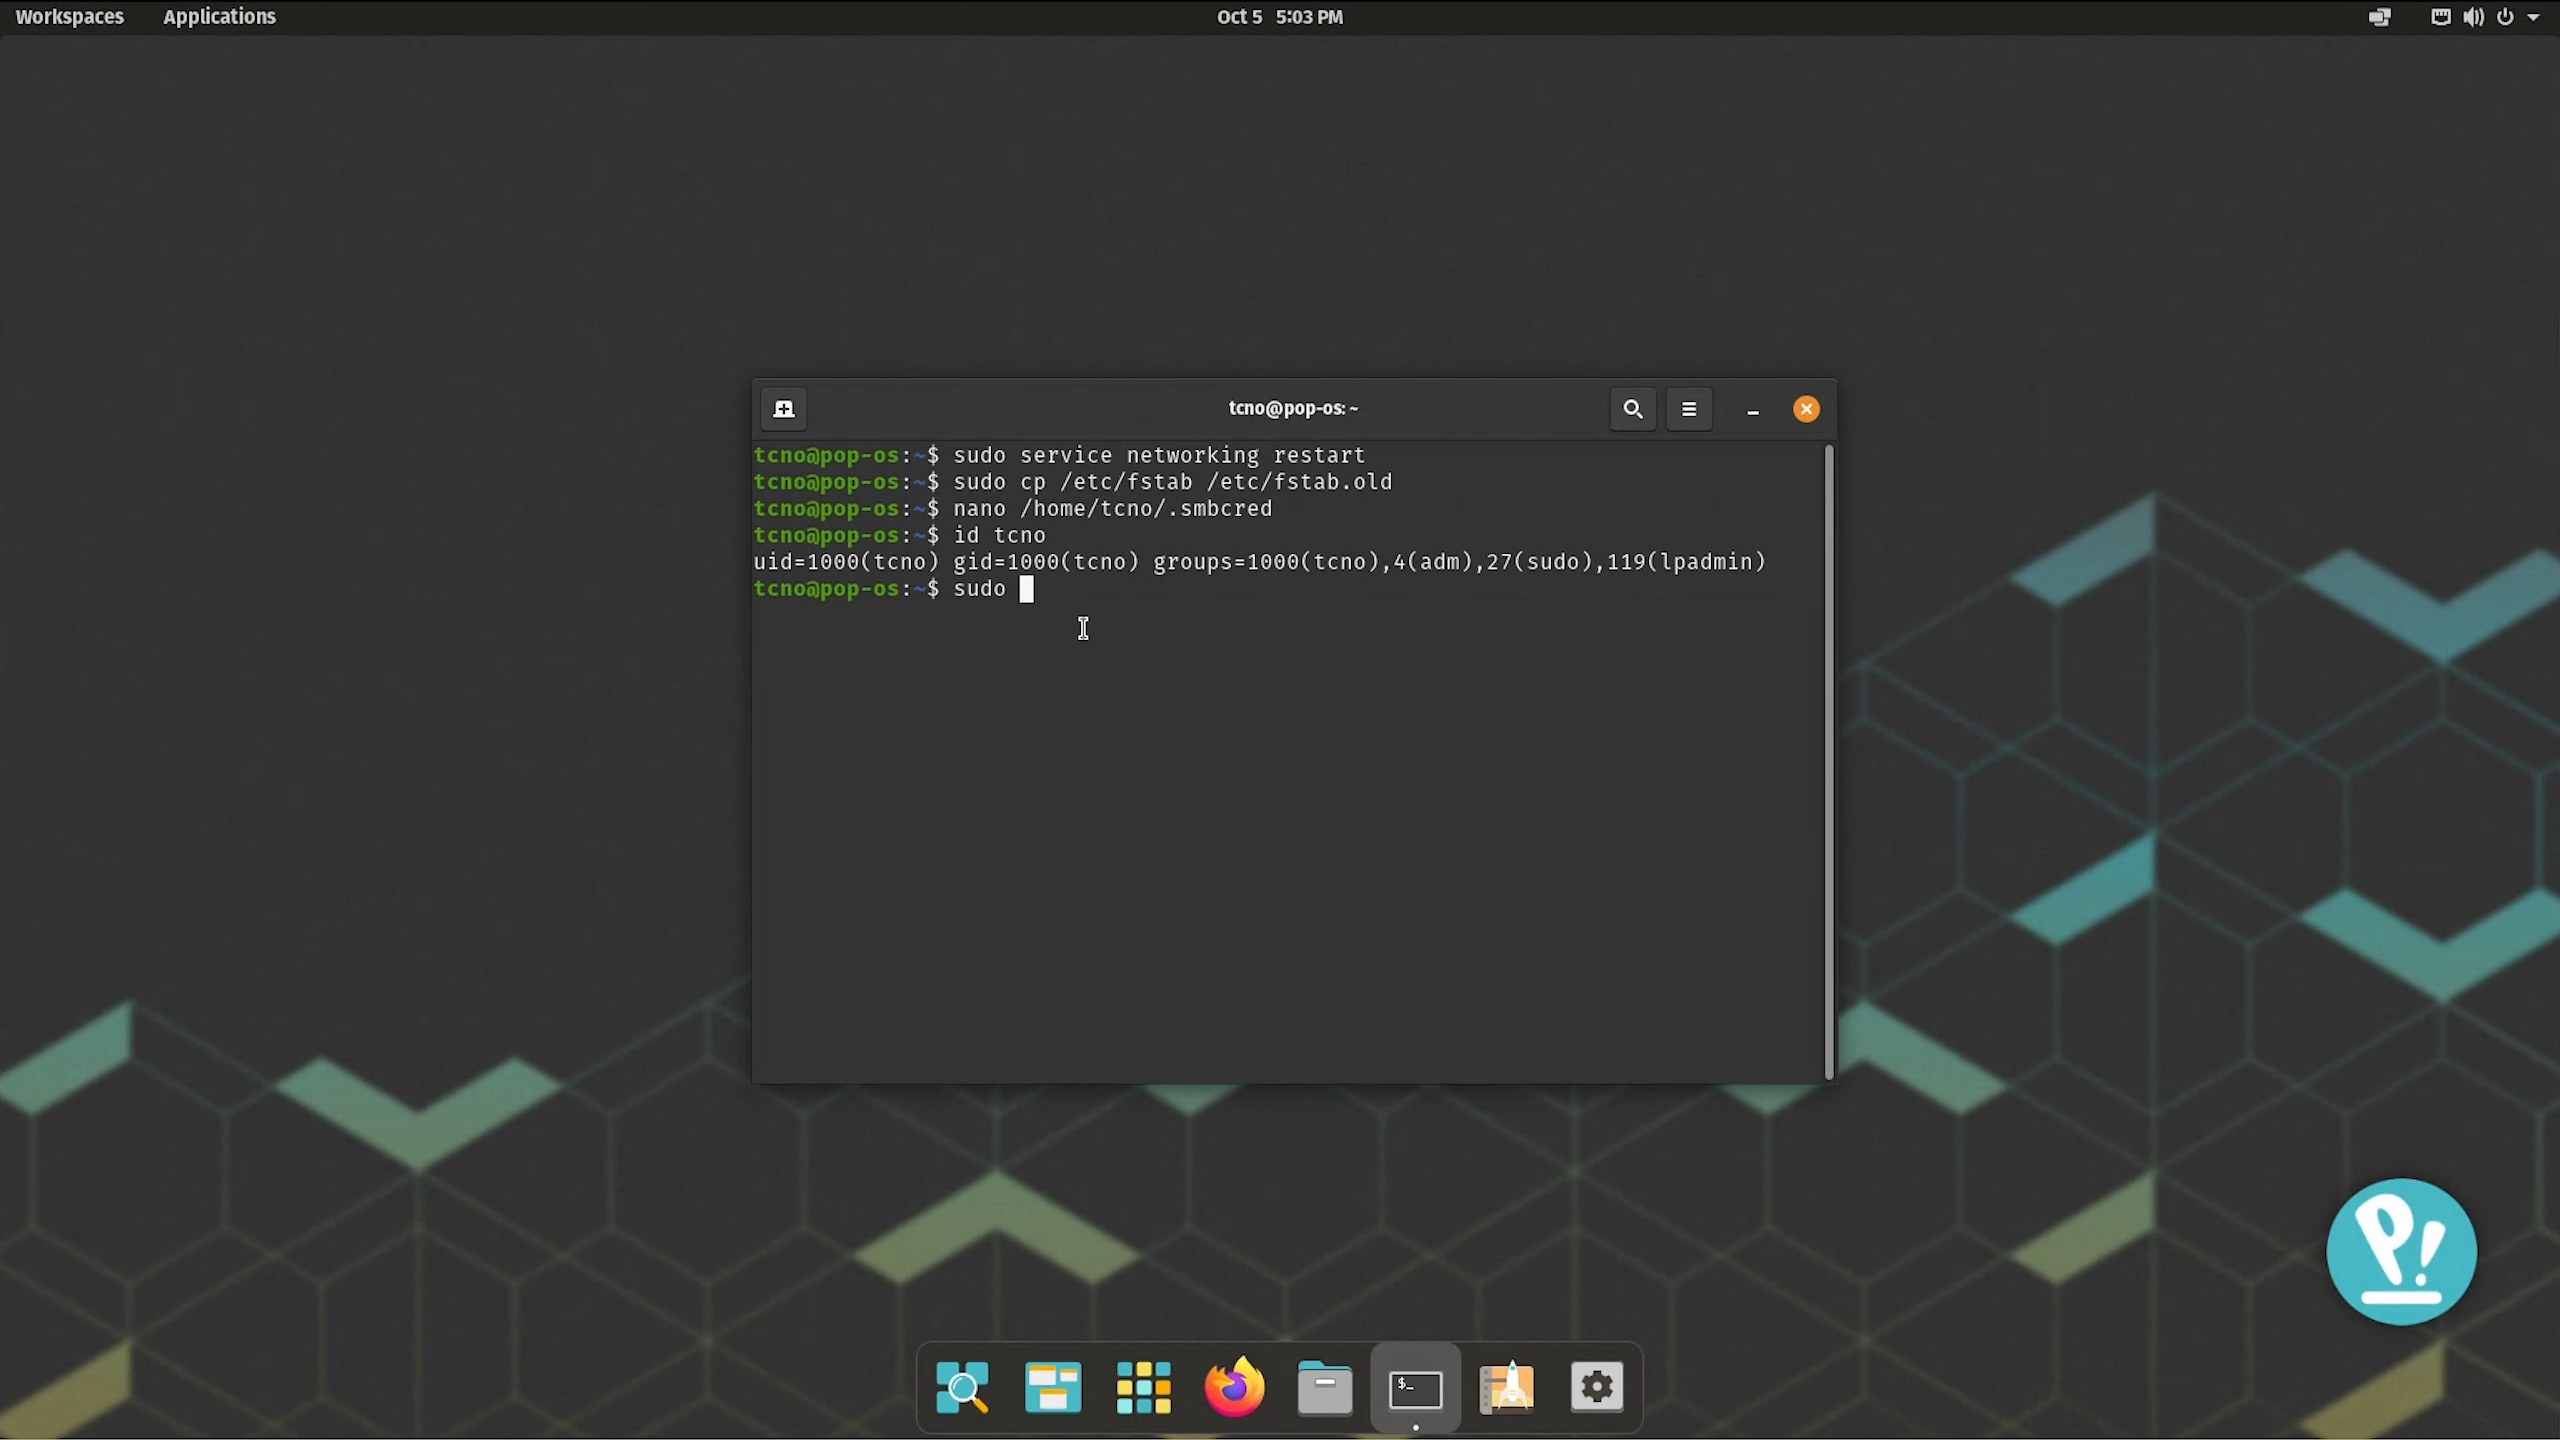 Workspaces Applications Oct 5 5:03 PM
tcno@pop-os: ~
tcno@pop-os:~$ sudo service networking restart
tcno@pop-os:~$ sudo cp /etc/fstab /etc/fstab.old
tcno@pop-os:~$ nano /home/tcno/.smbcred
tcno@pop-os:~$ id tcno
uid=1000(tcno) gid=1000(tcno) groups=1000(tcno),4(adm),27(sudo),119(lpadmin)
tcno@pop-os:~$ sudo
P!
$_